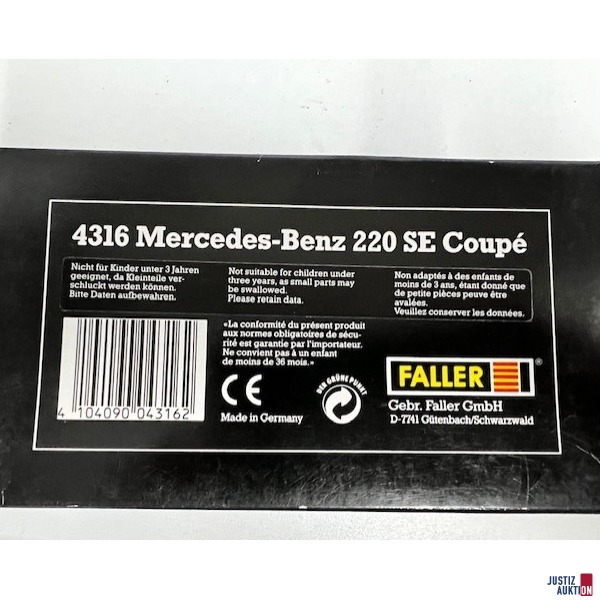 4316 Mercedes-Benz 220 SE Coupé
Nicht für Kinder unter 3 Jahren
geeignet, da Kleinteile ver-
schluckt werden können.
Bitte Daten aufbewahren.
Not suitable for children under
three years, as small parts may
be swallowed.
Please retain data.
Non adaptés à des enfants de
moins de 3 ans, étant donné que
de petite pièces peuve être
avalées.
Veuillez conserver les données.
4 104090 043162
«La conformité du présent produit
aux normes obligatoires de sécu-
rité est garantie par l'importateur.
Ne convient pas à un enfant
de moins de 36 mois.»
CE
Made in Germany
DER GRÜNE PUNKT
FALLER
®
Gebr. Faller GmbH
D-7741 Gütenbach/Schwarzwald
JUSTIZ
AUKTION